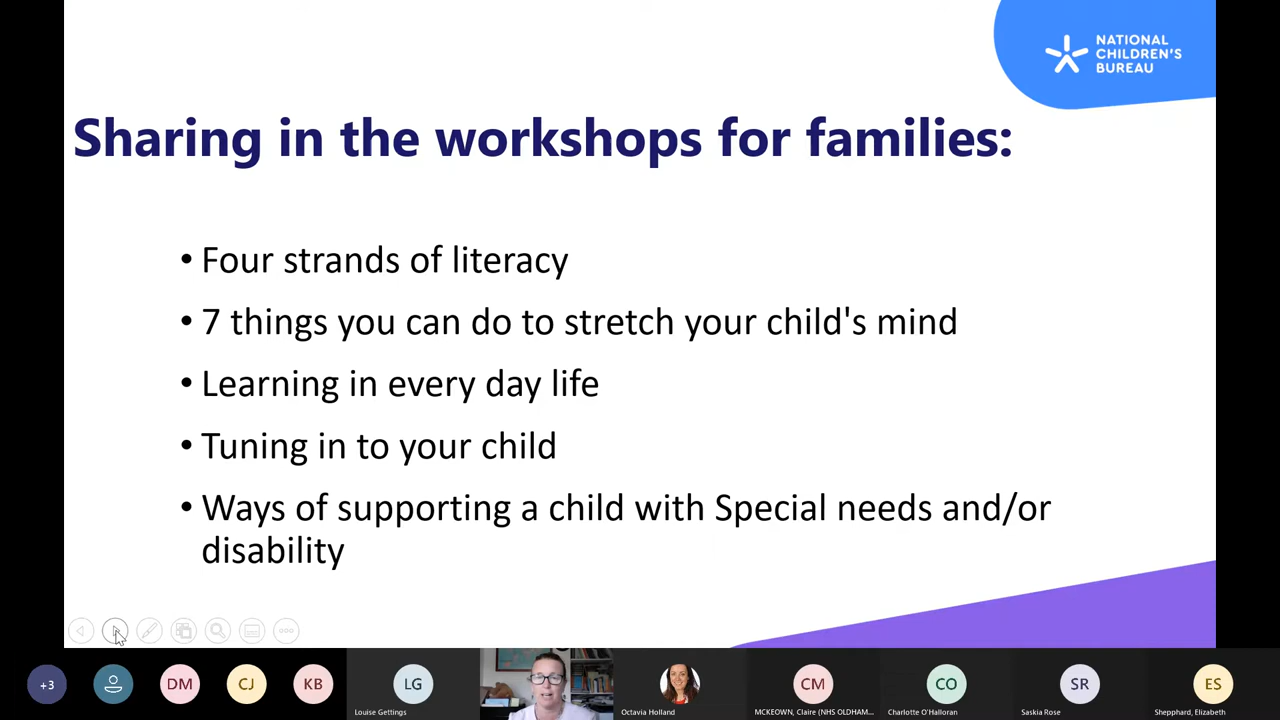 NATIONAL
CHILDREN'S
BUREAU
Sharing in the workshops for families:
• Four strands of literacy
• 7 things you can do to stretch your child's mind
• Learning in every day life
• Tuning in to your child
• Ways of supporting a child with Special needs and/or
disability
+3
DM
CJ
KB
LG
CM
CO
SR
ES
Louise Gettings
Octavia Holland
MCKEOWN, Claire (NHS OLDHAM...
Charlotte O'Halloran
Saskia Rose
Shepphard, Elizabeth